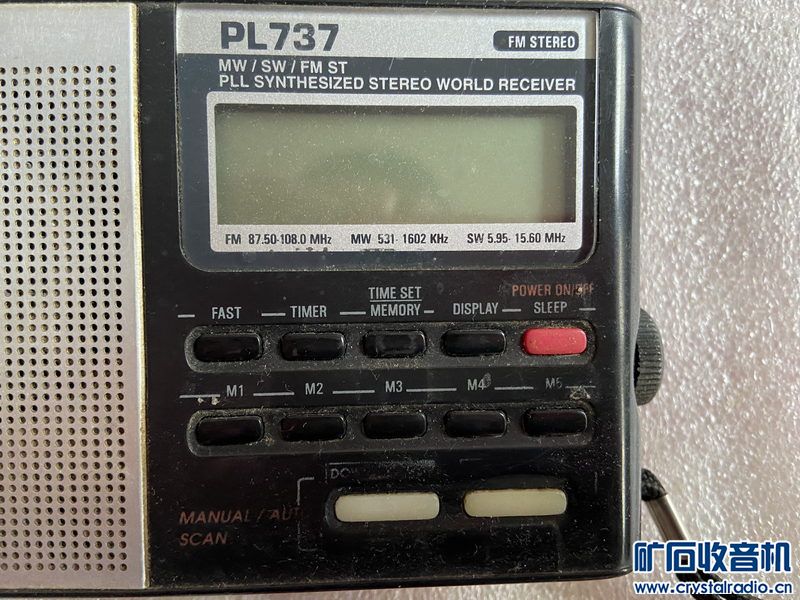 PL737
FM STEREO
MW / SW / FM ST
PLL SYNTHESIZED STEREO WORLD RECEIVER
FM 87.50-108.0 MHz MW 531-1602 KHz SW 5.95-15.60 MHz
POWER ON/OFF
FAST TIMER TIME SET MEMORY DISPLAY SLEEP
M1 M2 M3 M4 M5
MANUAL / AUTO
SCAN
矿石收音机
www.crystalradio.cn